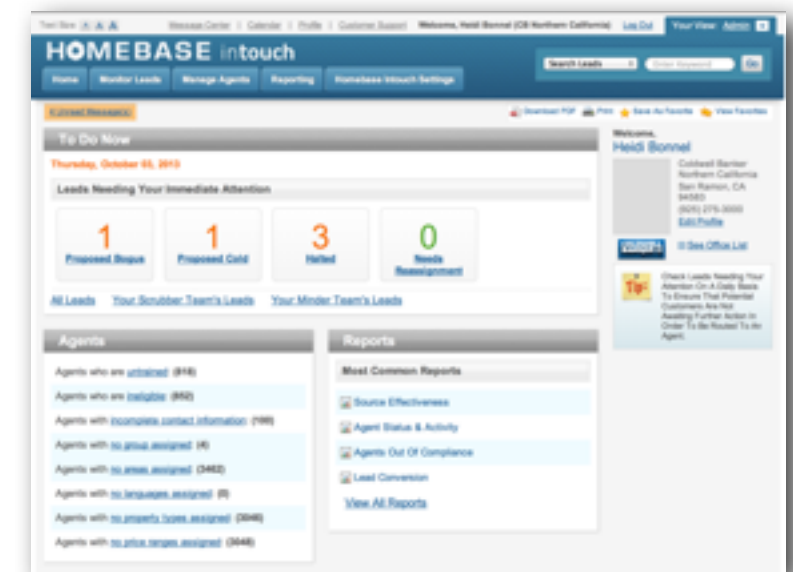 Text Size: A A A Message Center | Calendar | Profile | Customer Support Welcome, Heidi Bonnel (CB Northern California) Log Out Your View: Admin
HOMEBASE intouch
Home Monitor Leads Manage Agents Reporting Homebase Intouch Settings
Search Leads Enter Keyword Go
Unread Messages
Download PDF Print Save As Favorite View Favorites
To Do Now
Thursday, October 03, 2013
Leads Needing Your Immediate Attention
1 1 3 0
Proposed Bogus Proposed Cold Halted Needs
Reassignment
All Leads Your Scrubber Team's Leads Your Minder Team's Leads
Welcome,
Heidi Bonnel
Coldwell Banker
Northern California
San Ramon, CA
94583
(925) 275-3000
Edit Profile
See Office List
Tip:
Check Leads Needing Your
Attention On A Daily Basis
To Ensure That Potential
Customers Are Not
Awaiting Further Action In
Order To Be Routed To An
Agent.
Agents
Agents who are untrained (818)
Agents who are ineligible (852)
Agents with incomplete contact information (100)
Agents with no group assigned (4)
Agents with no areas assigned (3462)
Agents with no languages assigned (0)
Agents with no property types assigned (3046)
Agents with no price ranges assigned (3048)
Reports
Most Common Reports
Source Effectiveness
Agent Status & Activity
Agents Out Of Compliance
Lead Conversion
View All Reports